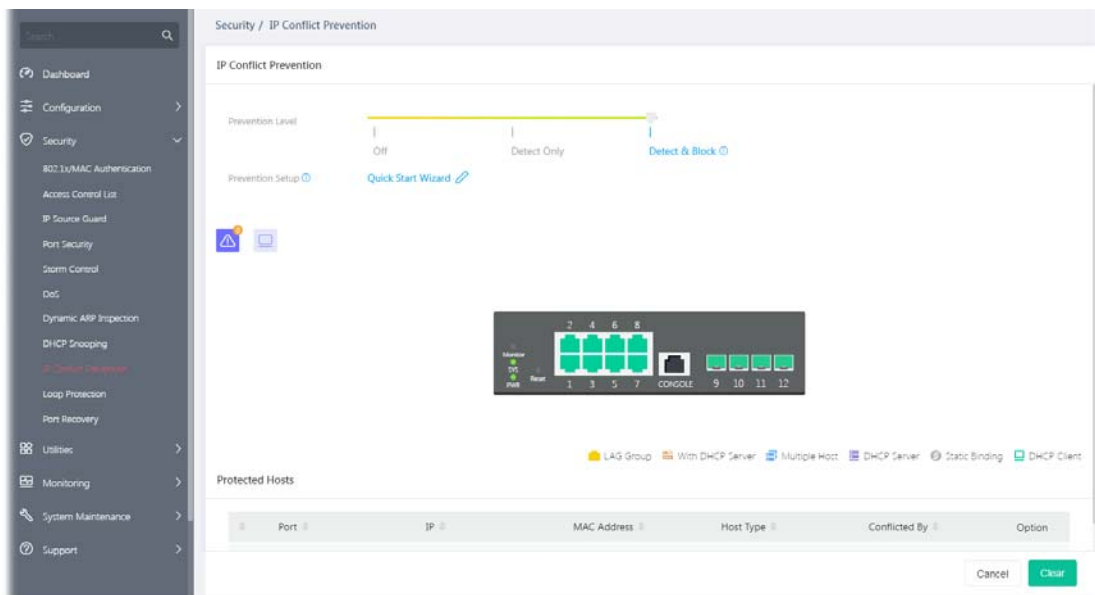 Search...
Dashboard
Configuration
Security
802.1x/MAC Authentication
Access Control List
IP Source Guard
Port Security
Storm Control
DoS
Dynamic ARP Inspection
DHCP Snooping
IP Conflict Prevention
Loop Protection
Port Recovery
Utilities
Monitoring
System Maintenance
Support
Security / IP Conflict Prevention
IP Conflict Prevention
Prevention Level
Off
Detect Only
Detect & Block
Prevention Setup
Quick Start Wizard
2 4 6 8
Monitor
SYS
PWR
Reset
1 3 5 7 CONSOLE 9 10 11 12
LAG Group With DHCP Server Multiple Host DHCP Server Static Binding DHCP Client
Protected Hosts
Port IP MAC Address Host Type Conflicted By Option
Cancel Clear